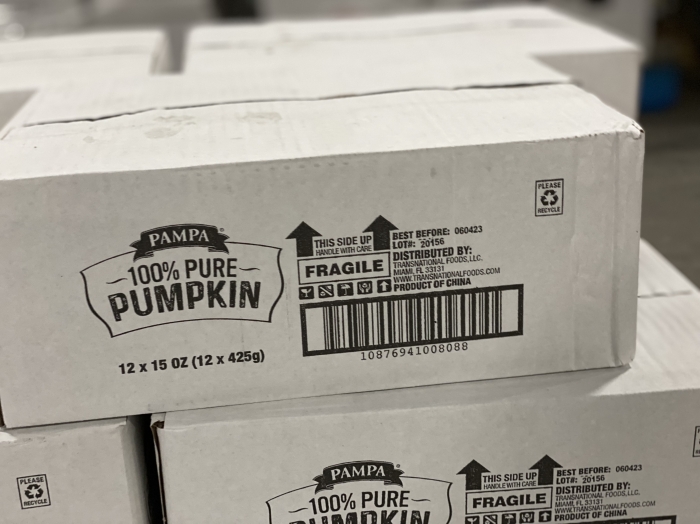 PAMPA
100% PURE
PUMPKIN
12 x 15 OZ (12 x 425g)
THIS SIDE UP
HANDLE WITH CARE
FRAGILE
BEST BEFORE: 060423
LOT#: 20156
DISTRIBUTED BY:
TRANSNATIONAL FOODS,LLC.
MIAMI, FL 33131
WWW.TRANSNATIONALFOODS.COM
PRODUCT OF CHINA
10876941008088
PLEASE
RECYCLE
PLEASE
RECYCLE
PAMPA
100% PURE
PUMPKIN
THIS SIDE UP
HANDLE WITH CARE
FRAGILE
BEST BEFORE: 060423
LOT#: 20156
DISTRIBUTED BY:
TRANSNATIONAL FOODS,LLC.
MIAMI, FL 33131
WWW.TRANSNATIONALFOODS.COM
PRODUCT OF CHINA